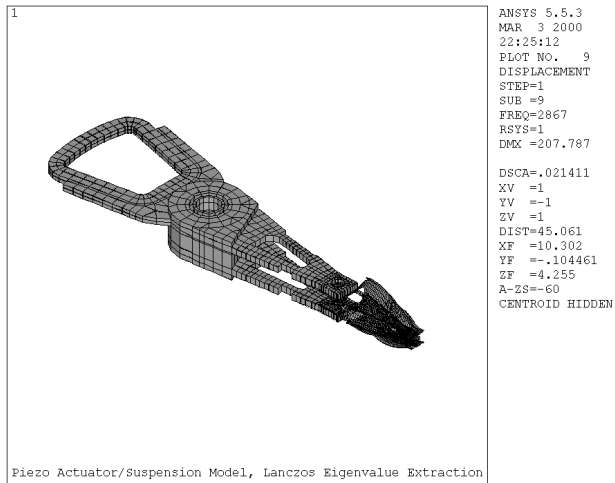 1
ANSYS 5.5.3
MAR 3 2000
22:25:12
PLOT NO. 9
DISPLACEMENT
STEP=1
SUB =9
FREQ=2867
RSYS=1
DMX =207.787
DSCA=.021411
XV =1
YV =-1
ZV =1
DIST=45.061
XF =10.302
YF =-.104461
ZF =4.255
A-ZS=-60
CENTROID HIDDEN
Piezo Actuator/Suspension Model, Lanczos Eigenvalue Extraction